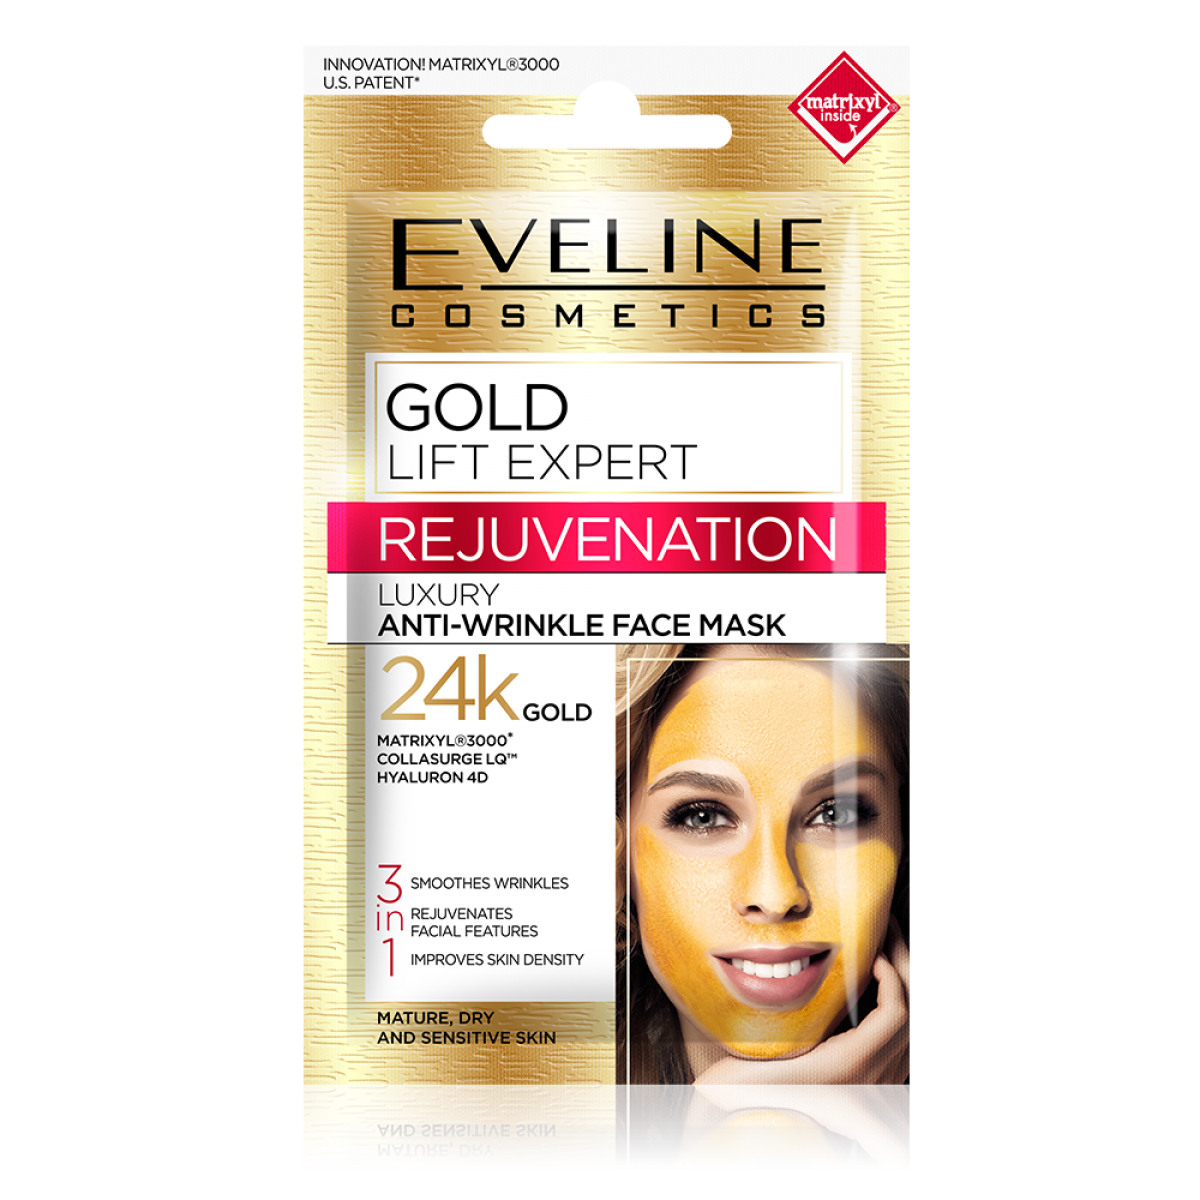 INNOVATION! MATRIXYL®3000
U.S. PATENT*
matrixyl®
inside
EVELINE
COSMETICS
GOLD
LIFT EXPERT
REJUVENATION
LUXURY
ANTI-WRINKLE FACE MASK
24k GOLD
MATRIXYL®3000*
COLLASURGE LQ™
HYALURON 4D
3 in 1
SMOOTHES WRINKLES
REJUVENATES
FACIAL FEATURES
IMPROVES SKIN DENSITY
MATURE, DRY
AND SENSITIVE SKIN